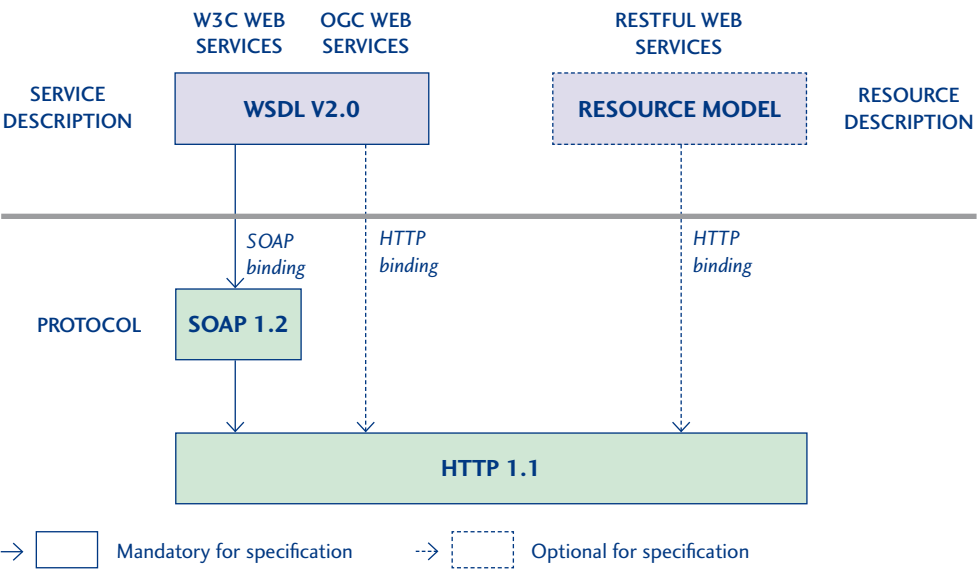 W3C WEB
SERVICES
OGC WEB
SERVICES
RESTFUL WEB
SERVICES
SERVICE
DESCRIPTION
WSDL V2.0
RESOURCE MODEL
RESOURCE
DESCRIPTION
SOAP
binding
HTTP
binding
HTTP
binding
PROTOCOL
SOAP 1.2
HTTP 1.1
Mandatory for specification
Optional for specification